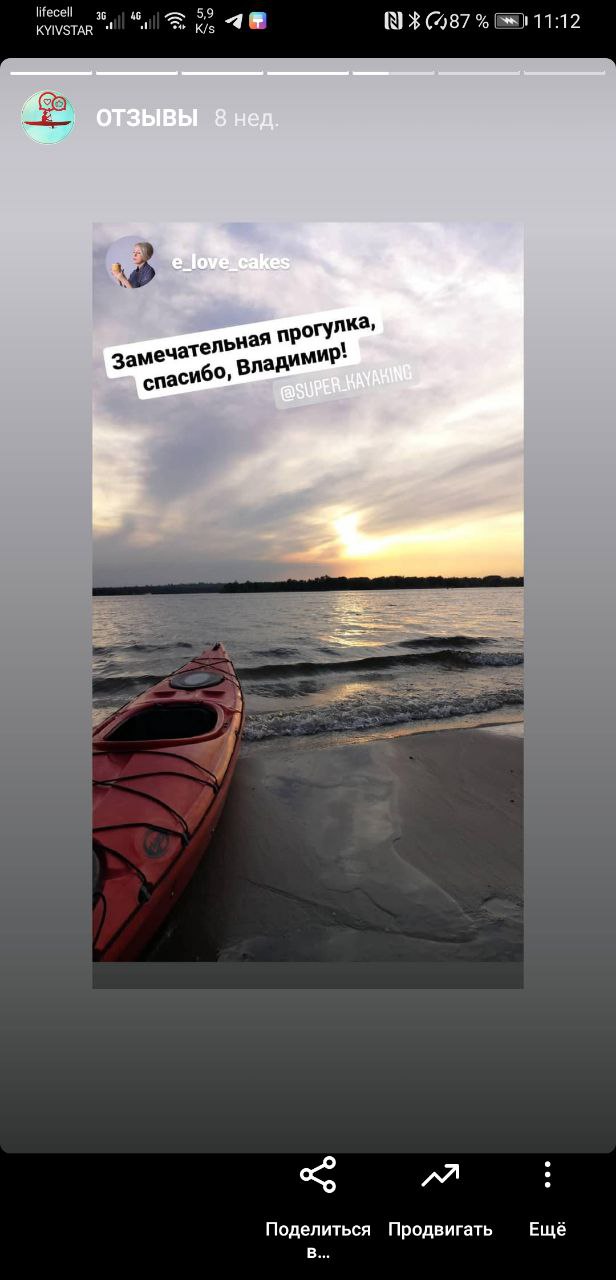 lifecell
KYIVSTAR 3G 4G 5,9 K/s 87 % 11:12
ОТЗЫВЫ 8 нед.
e_love_cakes
Замечательная прогулка,
спасибо, Владимир!
@SUPER_KAYAKING
Поделиться в... Продвигать Ещё